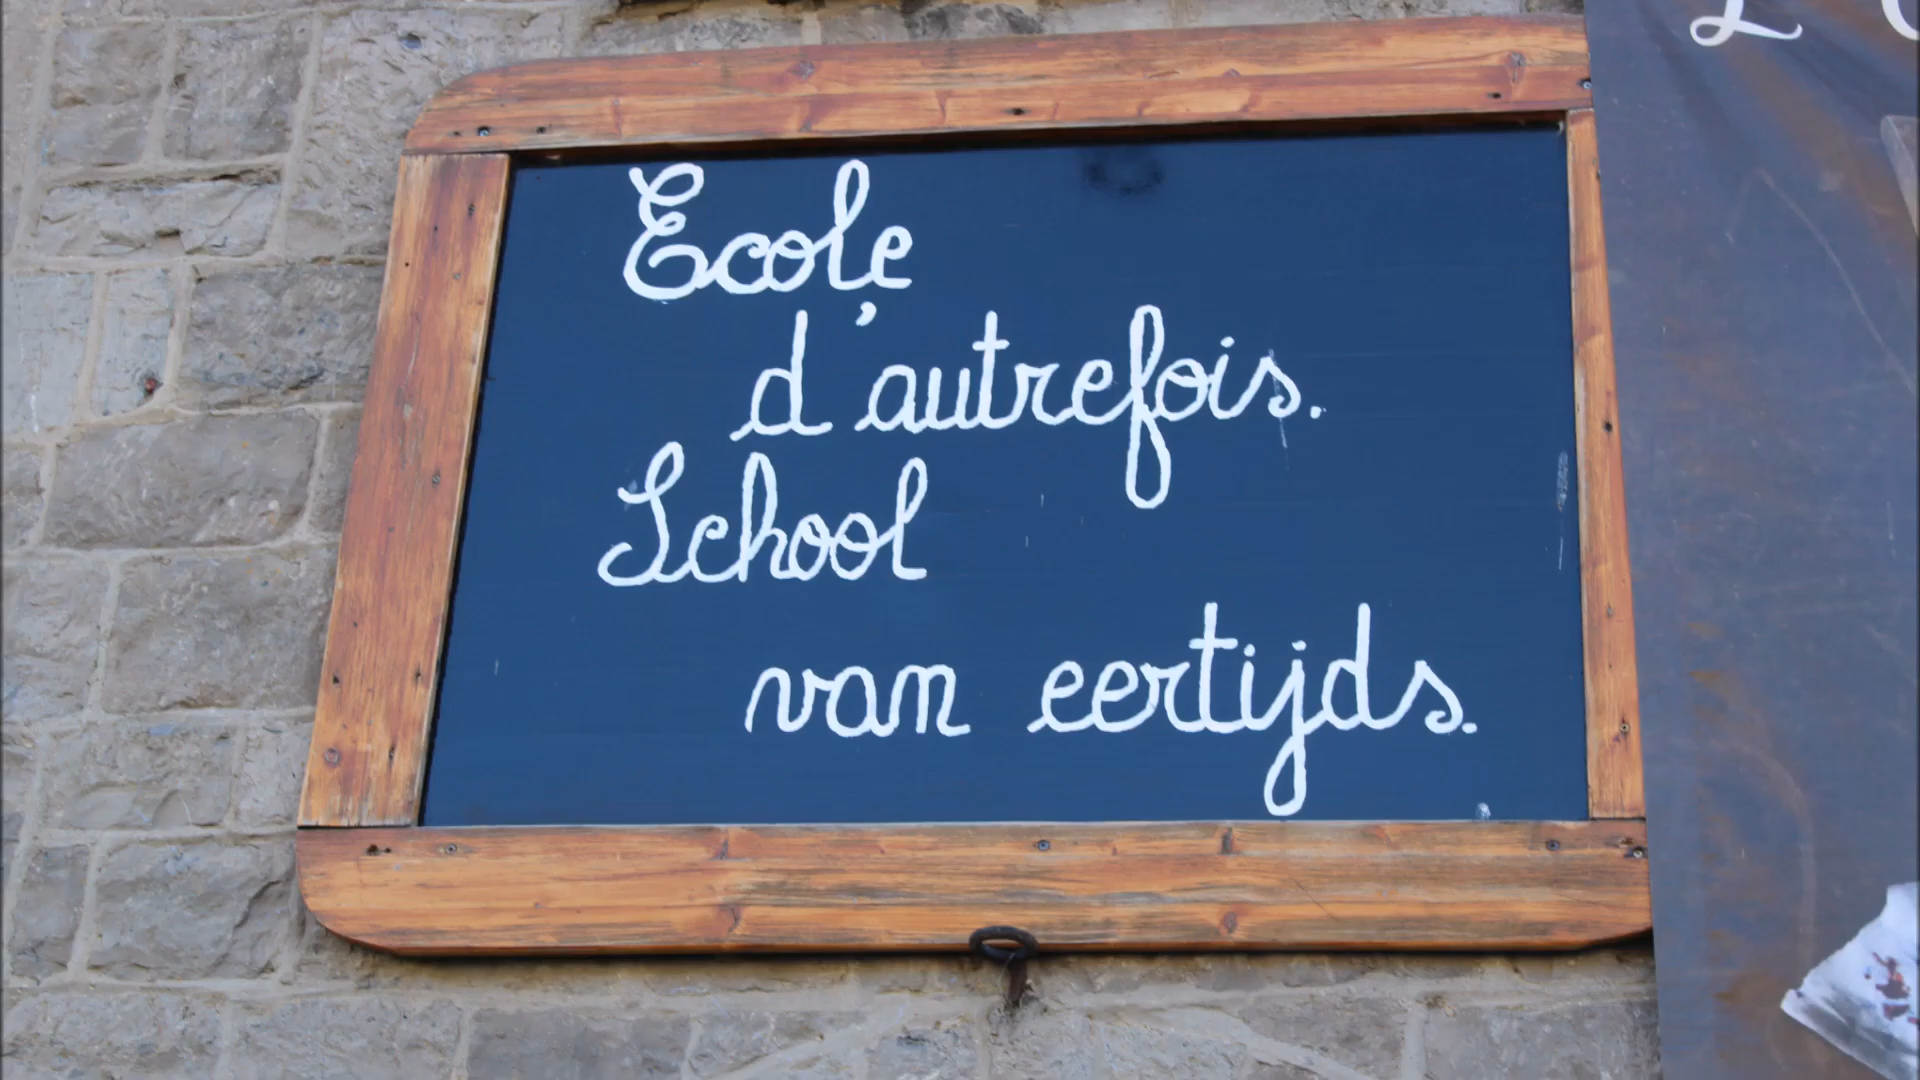 Ecole
d'autrefois.
School
van eertijds.